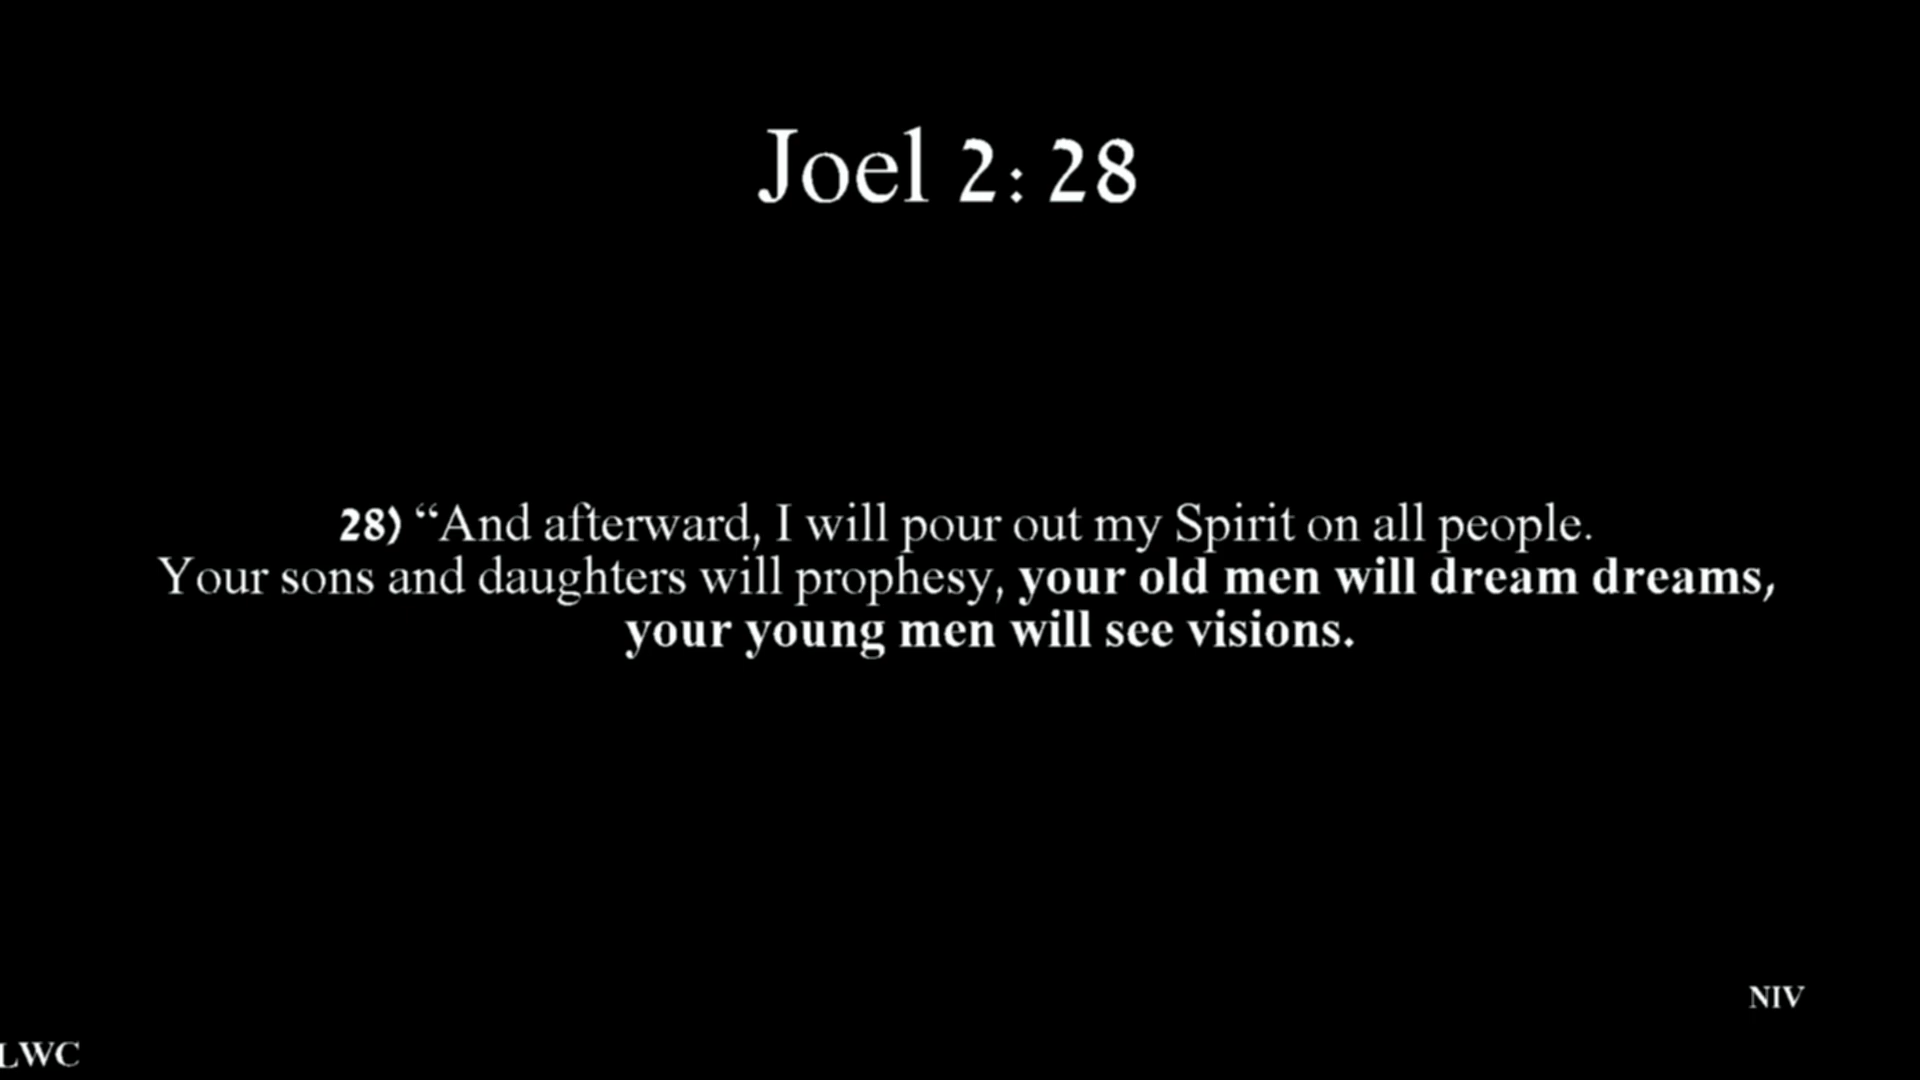 Joel 2: 28
28) “And afterward, I will pour out my Spirit on all people.
Your sons and daughters will prophesy, your old men will dream dreams,
your young men will see visions.
NIV
LWC